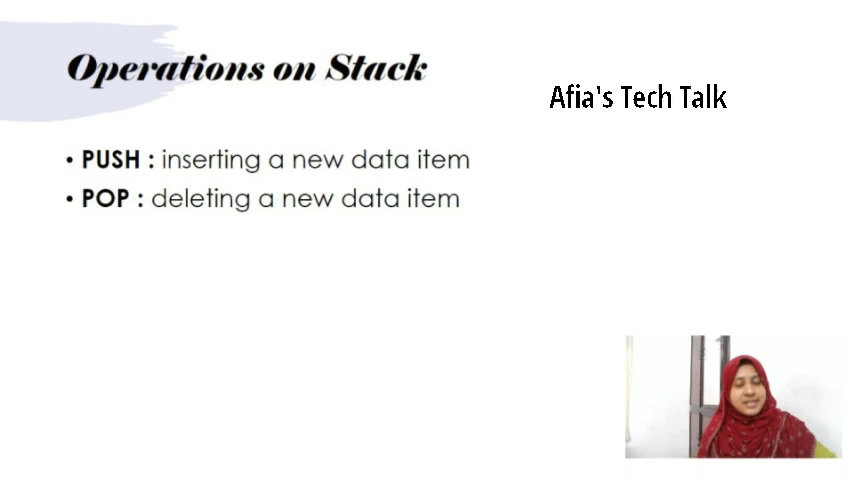 Operations on Stack
Afia's Tech Talk
• PUSH : inserting a new data item
• POP : deleting a new data item